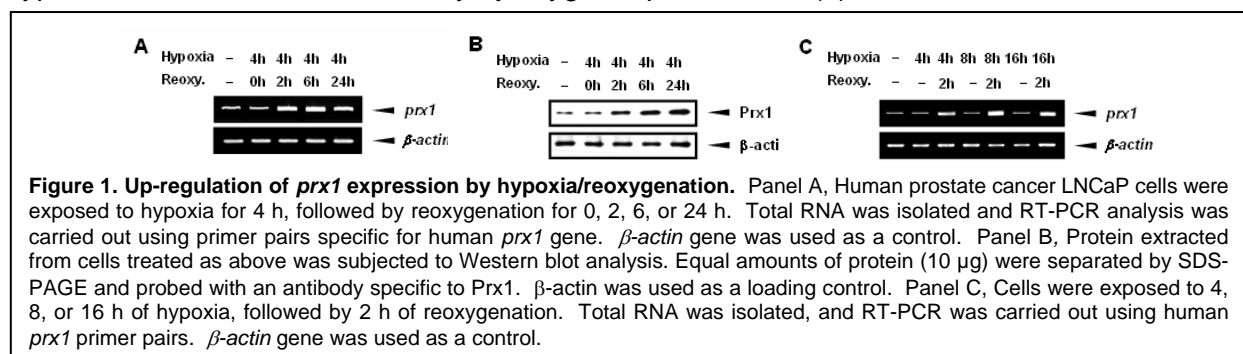 A
Hypoxia – 4h 4h 4h 4h
Reoxy. – 0h 2h 6h 24h
prx1
β-actin
B
Hypoxia – 4h 4h 4h 4h
Reoxy. – 0h 2h 6h 24h
Prx1
β-acti
C
Hypoxia – 4h 4h 8h 8h 16h 16h
Reoxy. – – 2h – 2h – 2h
prx1
β-actin
Figure 1. Up-regulation of prx1 expression by hypoxia/reoxygenation. Panel A, Human prostate cancer LNCaP cells were
exposed to hypoxia for 4 h, followed by reoxygenation for 0, 2, 6, or 24 h. Total RNA was isolated and RT-PCR analysis was
carried out using primer pairs specific for human prx1 gene. β-actin gene was used as a control. Panel B, Protein extracted
from cells treated as above was subjected to Western blot analysis. Equal amounts of protein (10 µg) were separated by SDS-
PAGE and probed with an antibody specific to Prx1. β-actin was used as a loading control. Panel C, Cells were exposed to 4,
8, or 16 h of hypoxia, followed by 2 h of reoxygenation. Total RNA was isolated, and RT-PCR was carried out using human
prx1 primer pairs. β-actin gene was used as a control.